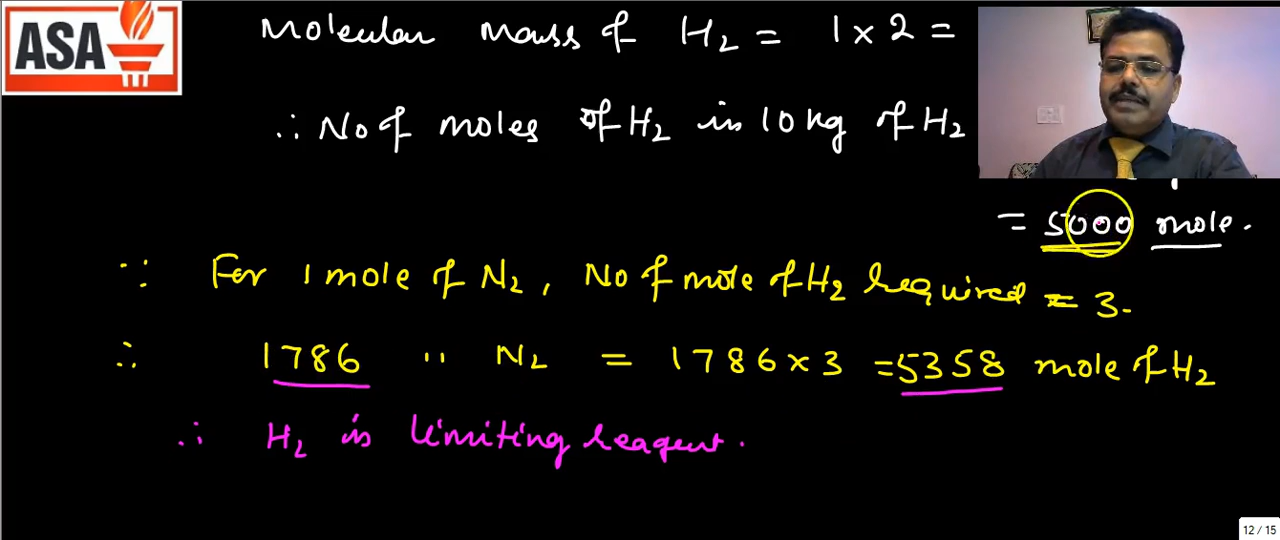 ASA
Molecular mass of H₂ = 1 × 2 =
∴ No of moles of H₂ in 10 kg of H₂
= 5000 mole.
∵ For 1 mole of N₂, No of mole of H₂ required = 3.
∴ 1786 " N₂ = 1786 × 3 = 5358 mole of H₂
∴ H₂ is limiting reagent.
12 / 15